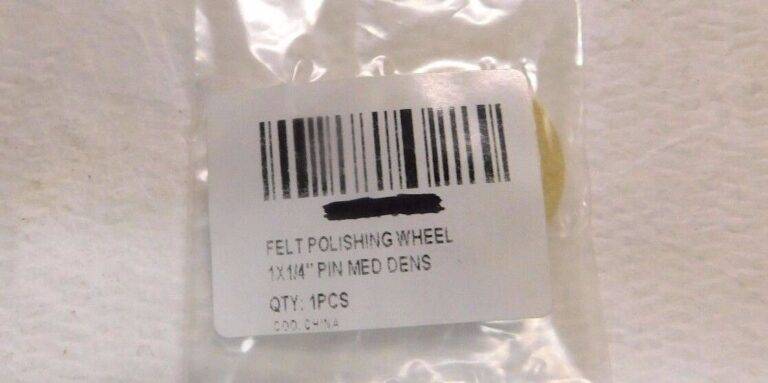 FELT POLISHING WHEEL
1X1/4" PIN MED DENS
QTY: 1PCS
COO. CHINA